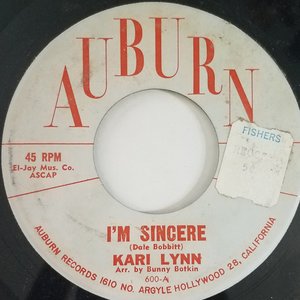 AUBURN
FISHERS
45 RPM
El-Jay Mus. Co.
ASCAP
I'M SINCERE
(Dale Bobbitt)
KARI LYNN
Arr. by Bunny Botkin
600-A
AUBURN RECORDS 1610 NO. ARGYLE HOLLYWOOD 28, CALIFORNIA